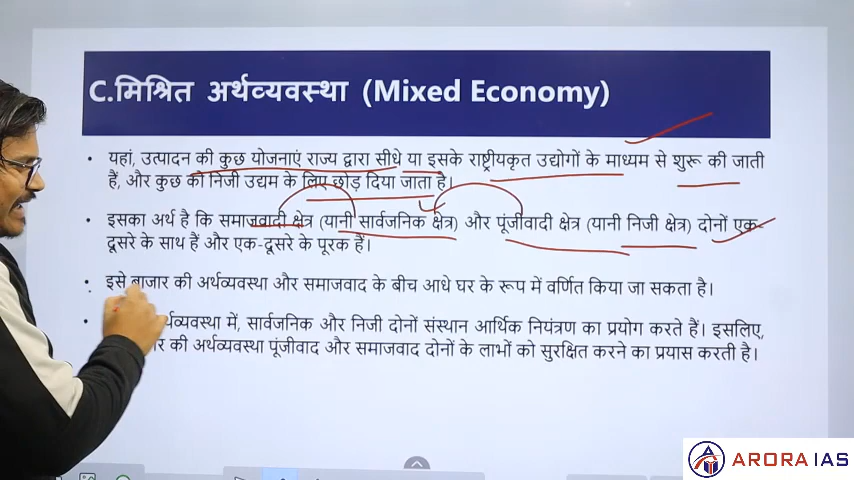 C.मिश्रित अर्थव्यवस्था (Mixed Economy)
• यहां, उत्पादन की कुछ योजनाएं राज्य द्वारा सीधे या इसके राष्ट्रीयकृत उद्योगों के माध्यम से शुरू की जाती
हैं, और कुछ को निजी उद्यम के लिए छोड़ दिया जाता है।
• इसका अर्थ है कि समाजवादी क्षेत्र (यानी सार्वजनिक क्षेत्र) और पूंजीवादी क्षेत्र (यानी निजी क्षेत्र) दोनों एक-
दूसरे के साथ हैं और एक-दूसरे के पूरक हैं।
• इसे बाजार की अर्थव्यवस्था और समाजवाद के बीच आधे घर के रूप में वर्णित किया जा सकता है।
• में, सार्वजनिक और निजी दोनों संस्थान आर्थिक नियंत्रण का प्रयोग करते हैं। इसलिए,
की अर्थव्यवस्था पूंजीवाद और समाजवाद दोनों के लाभों को सुरक्षित करने का प्रयास करती है।
ARORA IAS